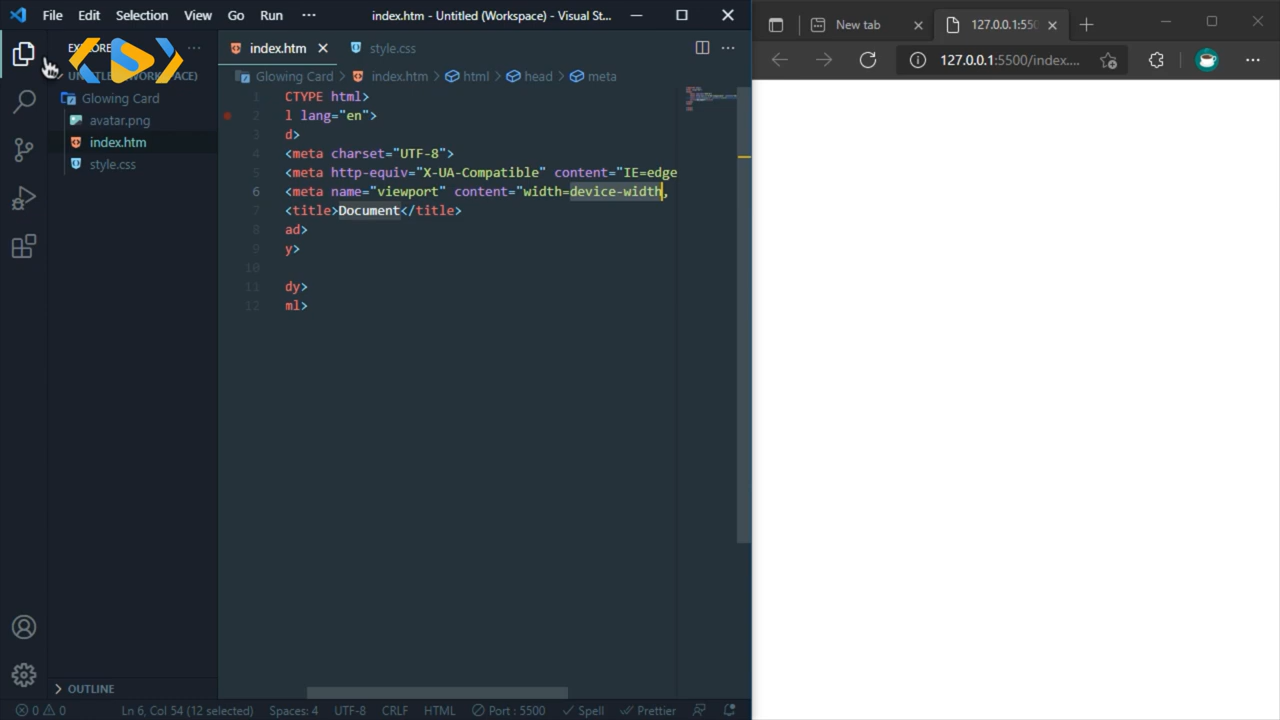 File Edit Selection View Go Run ··· index.htm - Untitled (Workspace) - Visual St...
New tab 127.0.0.1:550
127.0.0.1:5500/index....
index.htm style.css
Glowing Card > index.htm > html > head > meta
Glowing Card
avatar.png
index.htm
style.css
OUTLINE
1 CTYPE html>
2 l lang="en">
3 d>
4 <meta charset="UTF-8">
5 <meta http-equiv="X-UA-Compatible" content="IE=edge
6 <meta name="viewport" content="width=device-width,
7 <title>Document</title>
8 ad>
9 y>
10
11 dy>
12 ml>
0 0 Ln 6, Col 54 (12 selected) Spaces: 4 UTF-8 CRLF HTML Port : 5500 Spell Prettier